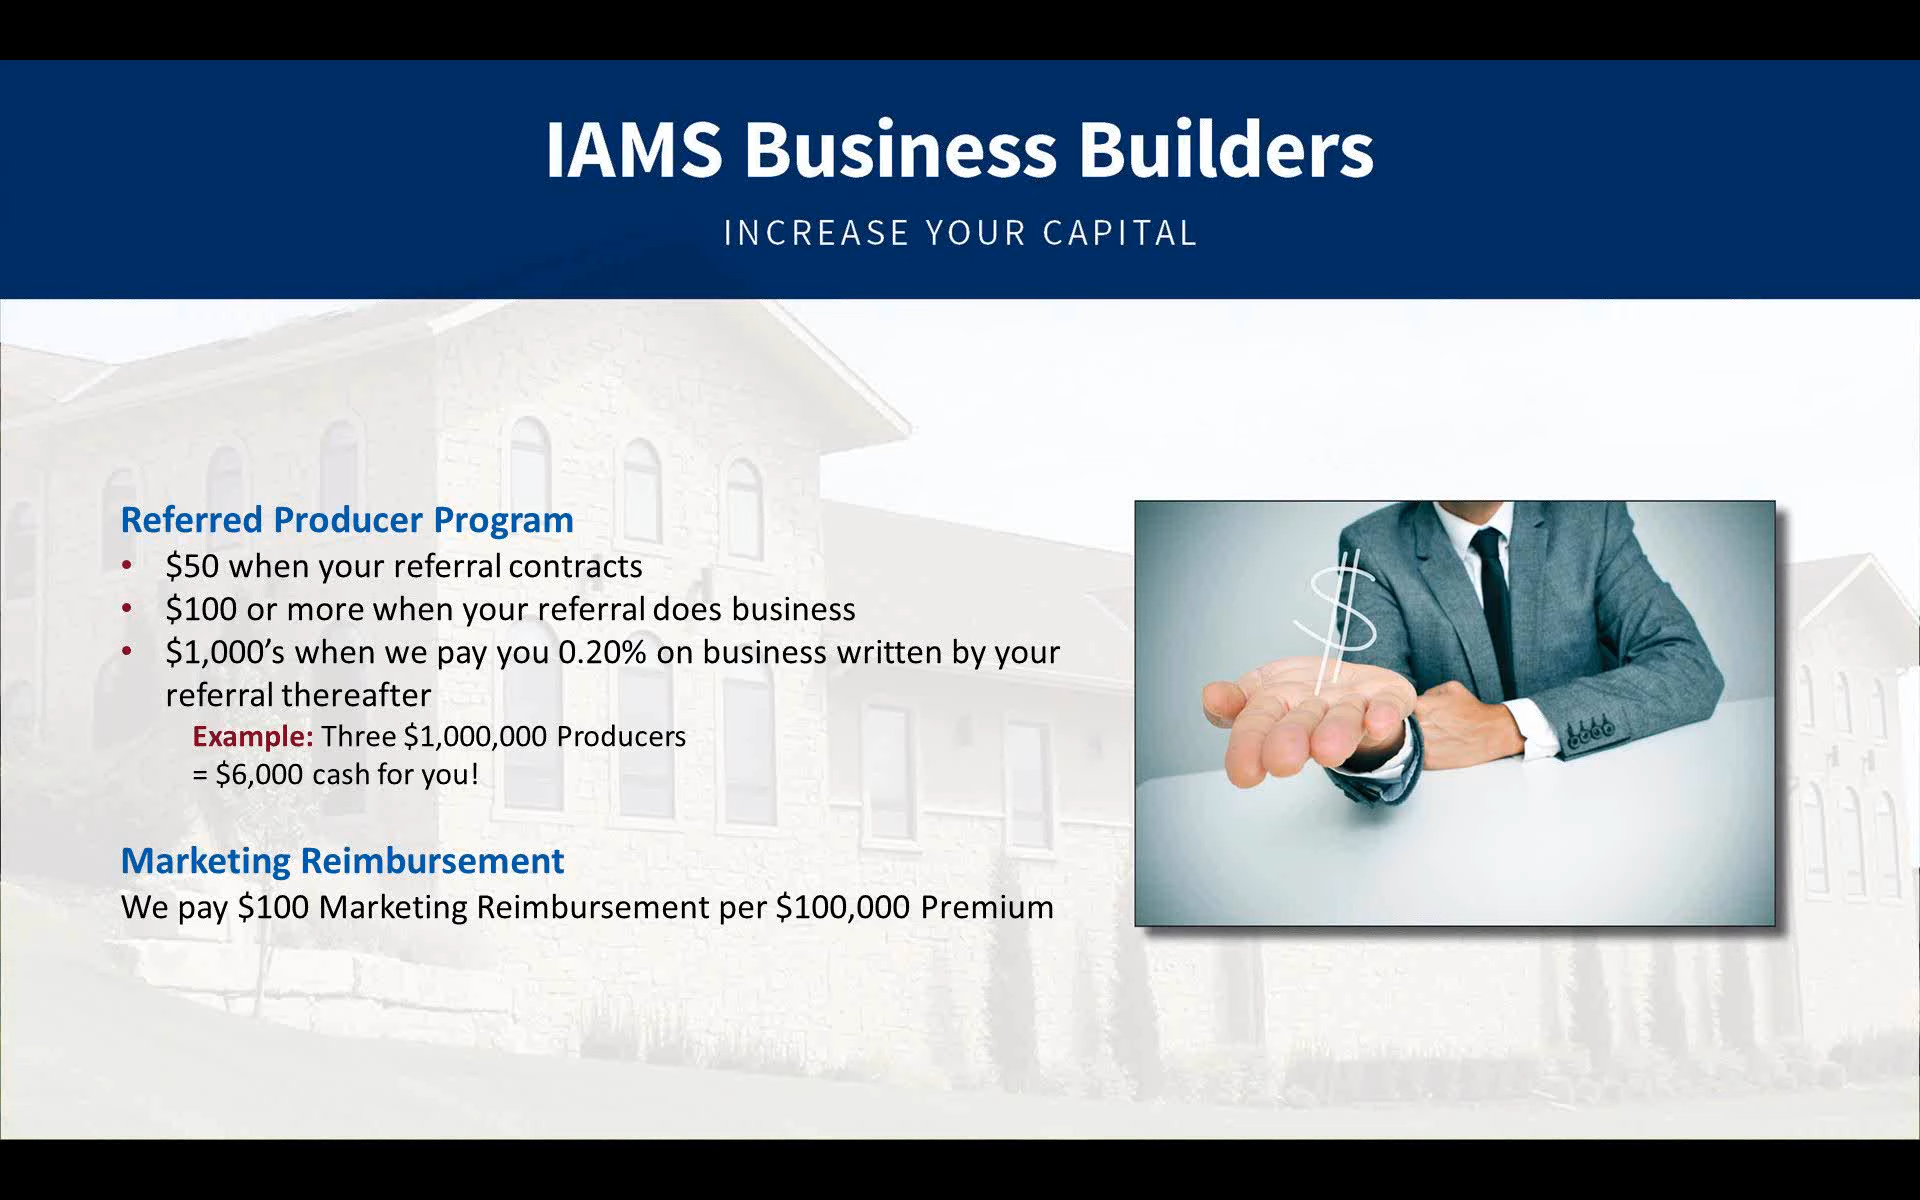 IAMS Business Builders
INCREASE YOUR CAPITAL
Referred Producer Program
• $50 when your referral contracts
• $100 or more when your referral does business
• $1,000’s when we pay you 0.20% on business written by your
referral thereafter
Example: Three $1,000,000 Producers
= $6,000 cash for you!
Marketing Reimbursement
We pay $100 Marketing Reimbursement per $100,000 Premium
$